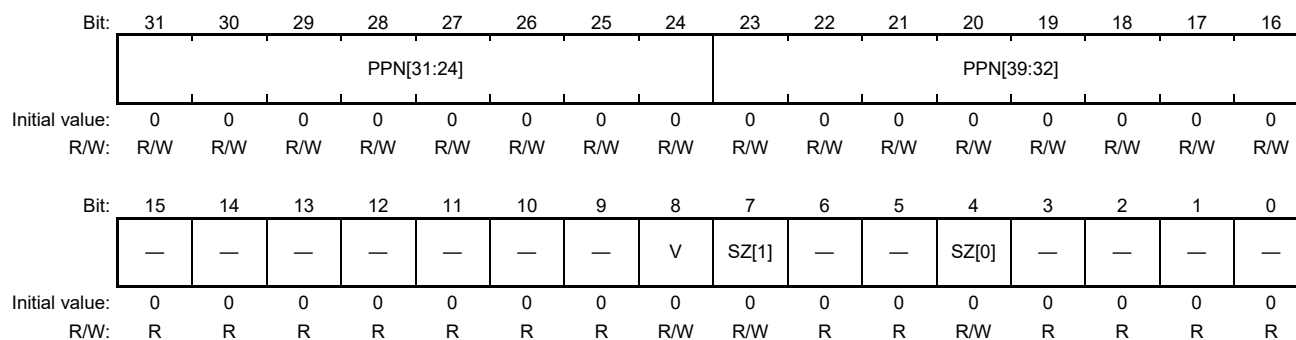 Bit: 31 30 29 28 27 26 25 24 23 22 21 20 19 18 17 16
PPN[31:24] PPN[39:32]
Initial value: 0 0 0 0 0 0 0 0 0 0 0 0 0 0 0 0
R/W: R/W R/W R/W R/W R/W R/W R/W R/W R/W R/W R/W R/W R/W R/W R/W R/W
Bit: 15 14 13 12 11 10 9 8 7 6 5 4 3 2 1 0
— — — — — — — V SZ[1] — — SZ[0] — — — —
Initial value: 0 0 0 0 0 0 0 0 0 0 0 0 0 0 0 0
R/W: R R R R R R R R/W R/W R R R/W R R R R